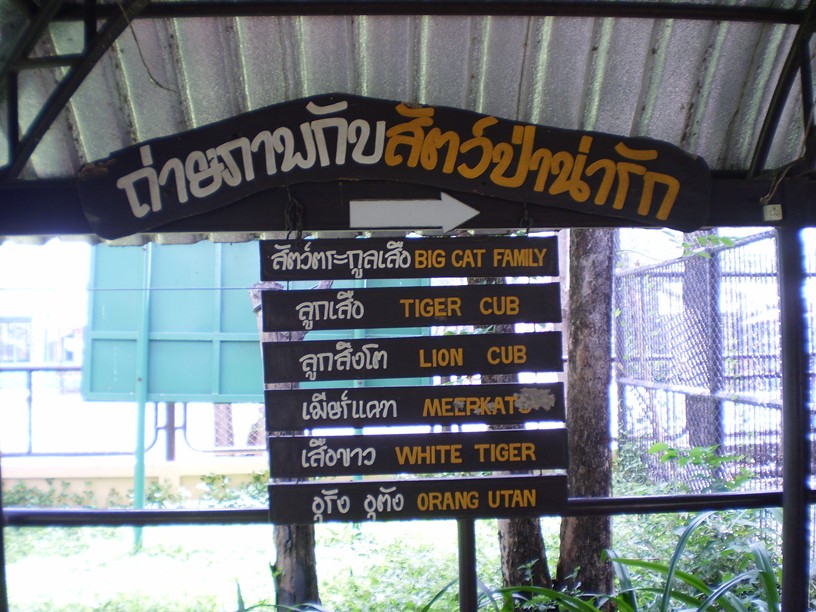 ถ่ายภาพกับสัตว์ป่าน่ารัก
สัตว์ตระกูลเสือ BIG CAT FAMILY
ลูกเสือ TIGER CUB
ลูกสิงโต LION CUB
เมียร์แคท MEERKATS
เสือขาว WHITE TIGER
อุรัง อุตัง ORANG UTAN